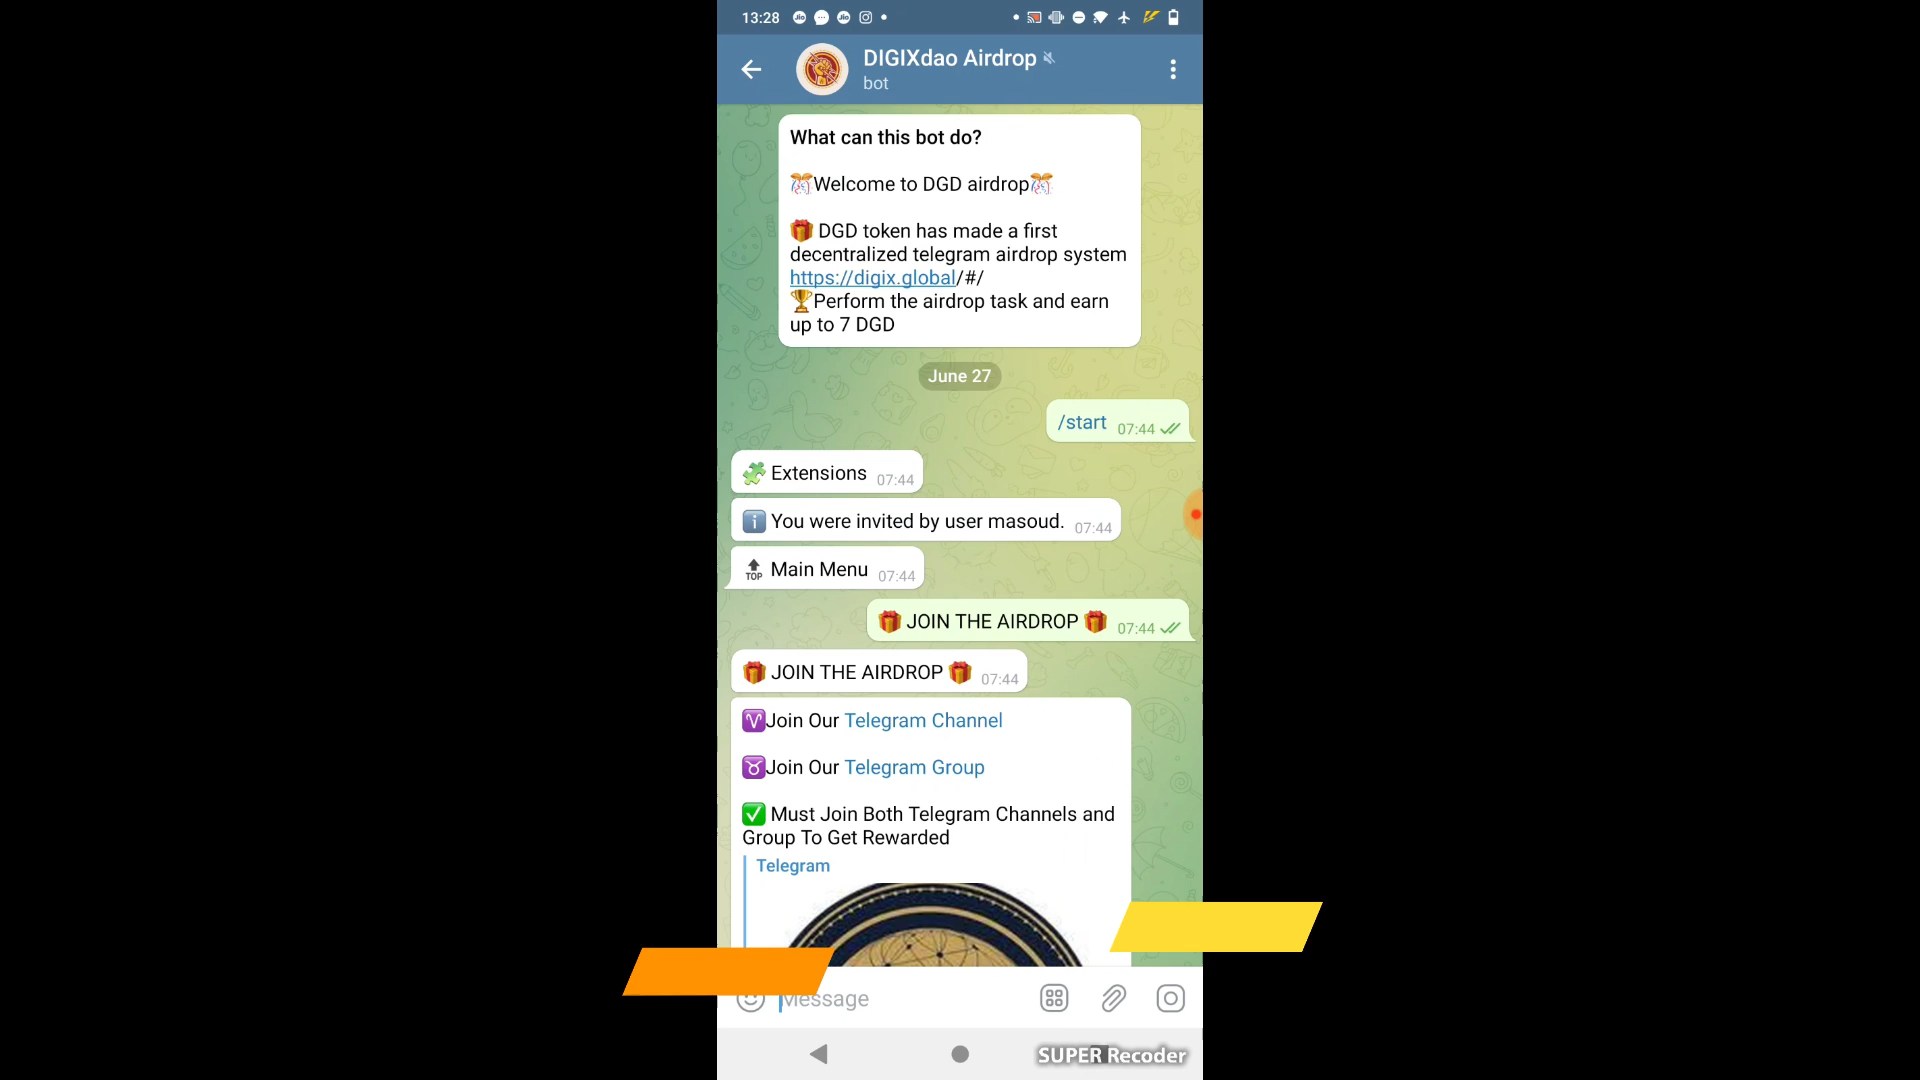 13:28
DIGIXdao Airdrop
bot
What can this bot do?
🎊Welcome to DGD airdrop🎊
🎁 DGD token has made a first
decentralized telegram airdrop system
https://digix.global/#/
🏆Perform the airdrop task and earn
up to 7 DGD
June 27
/start 07:44
🧩 Extensions 07:44
ℹ️ You were invited by user masoud. 07:44
🔝 Main Menu 07:44
🎁 JOIN THE AIRDROP 🎁 07:44
🎁 JOIN THE AIRDROP 🎁 07:44
♈Join Our Telegram Channel
♉Join Our Telegram Group
✅ Must Join Both Telegram Channels and
Group To Get Rewarded
Telegram
Message
SUPER Recoder